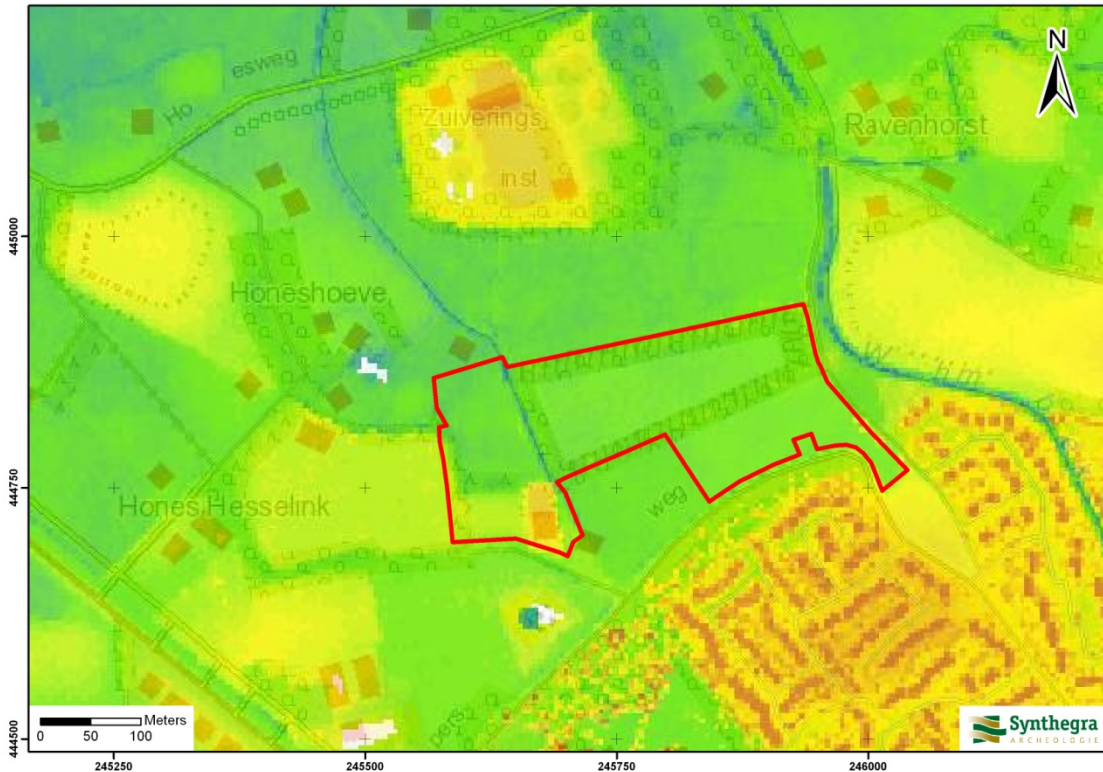 N
Ho
esweg
Zuiverings
inst
Ravenhorst
445000
Honeshoeve
444750
Hones Hesselink
weg
pers
444500
Meters
0 50 100
Synthegra
ARCHEOLOGIE
245250 245500 245750 246000